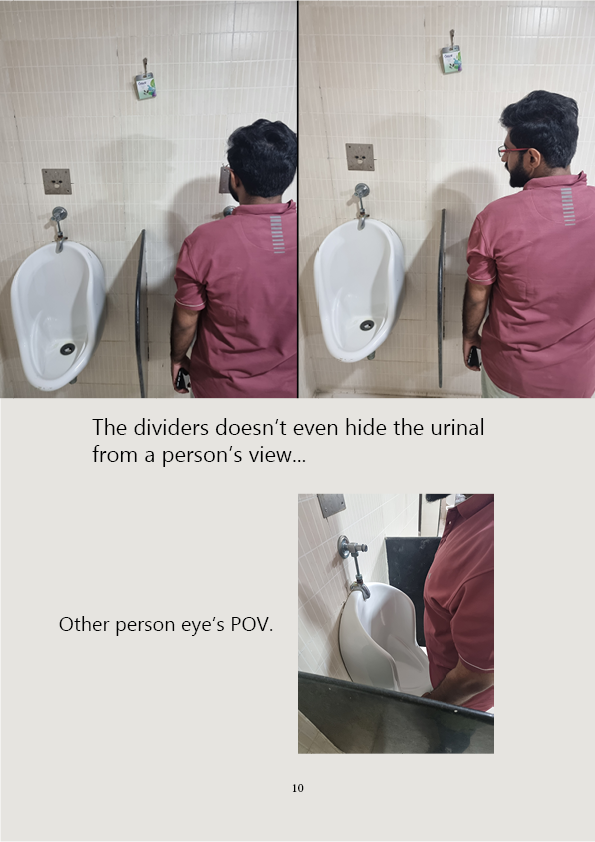 The dividers doesn't even hide the urinal
from a person's view...
Other person eye's POV.
10